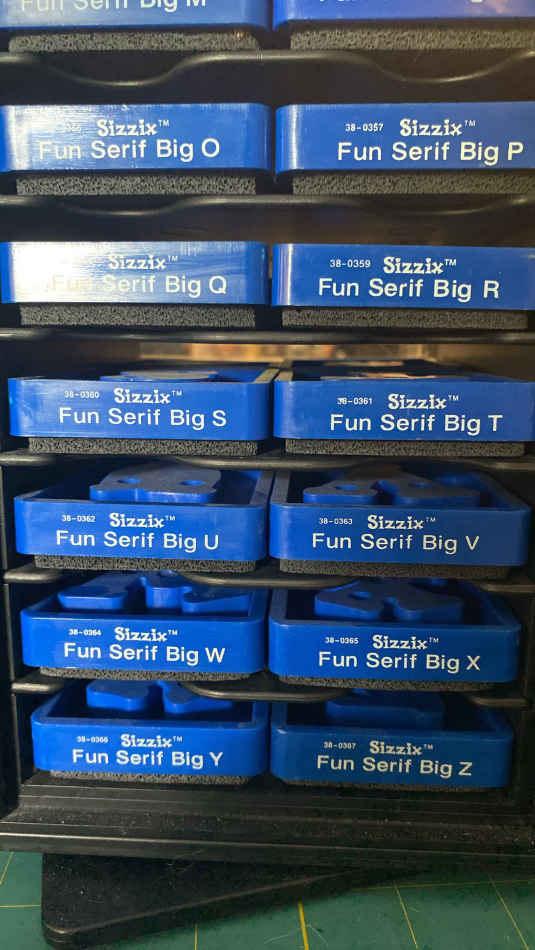 Fun Serif Big M
Sizzix™
Fun Serif Big O
38-0357 Sizzix™
Fun Serif Big P
Sizzix™
Fun Serif Big Q
38-0359 Sizzix™
Fun Serif Big R
38-0360 Sizzix™
Fun Serif Big S
38-0361 Sizzix™
Fun Serif Big T
38-0362 Sizzix™
Fun Serif Big U
38-0363 Sizzix™
Fun Serif Big V
38-0364 Sizzix™
Fun Serif Big W
38-0365 Sizzix™
Fun Serif Big X
38-0366 Sizzix™
Fun Serif Big Y
38-0367 Sizzix™
Fun Serif Big Z